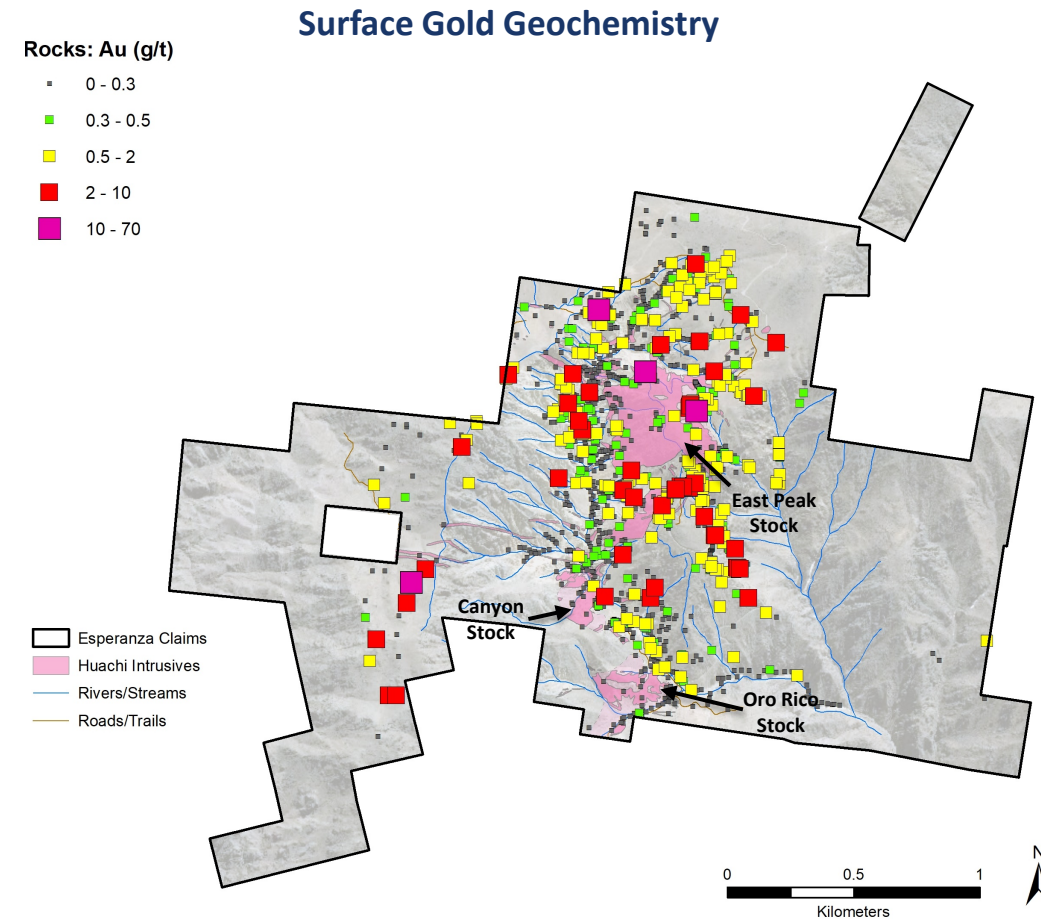 Surface Gold Geochemistry
Rocks: Au (g/t)
0 - 0.3
0.3 - 0.5
0.5 - 2
2 - 10
10 - 70
East Peak
Stock
Canyon
Stock
Oro Rico
Stock
Esperanza Claims
Huachi Intrusives
Rivers/Streams
Roads/Trails
0 0.5 1
Kilometers
N